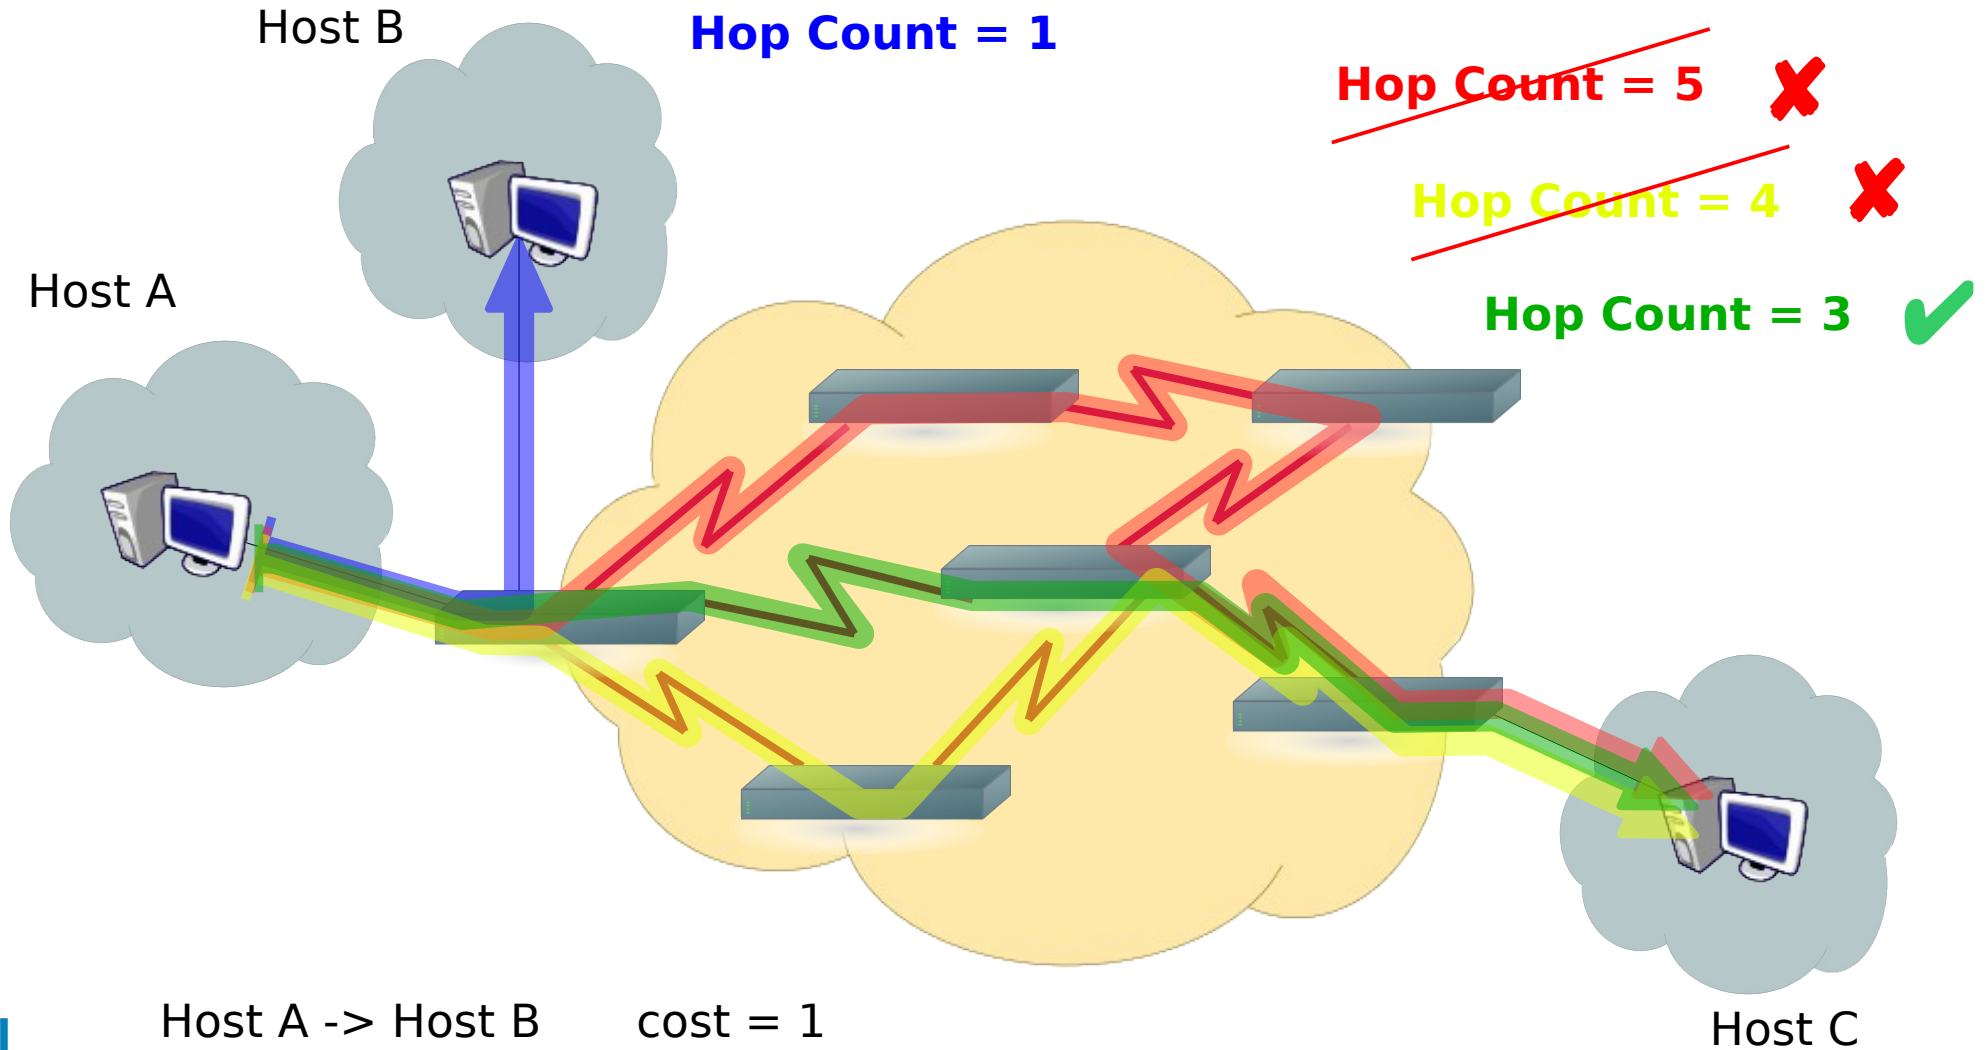 Host B
Hop Count = 1
Hop Count = 5
Hop Count = 4
Host A
Hop Count = 3
Host A -> Host B cost = 1
Host C